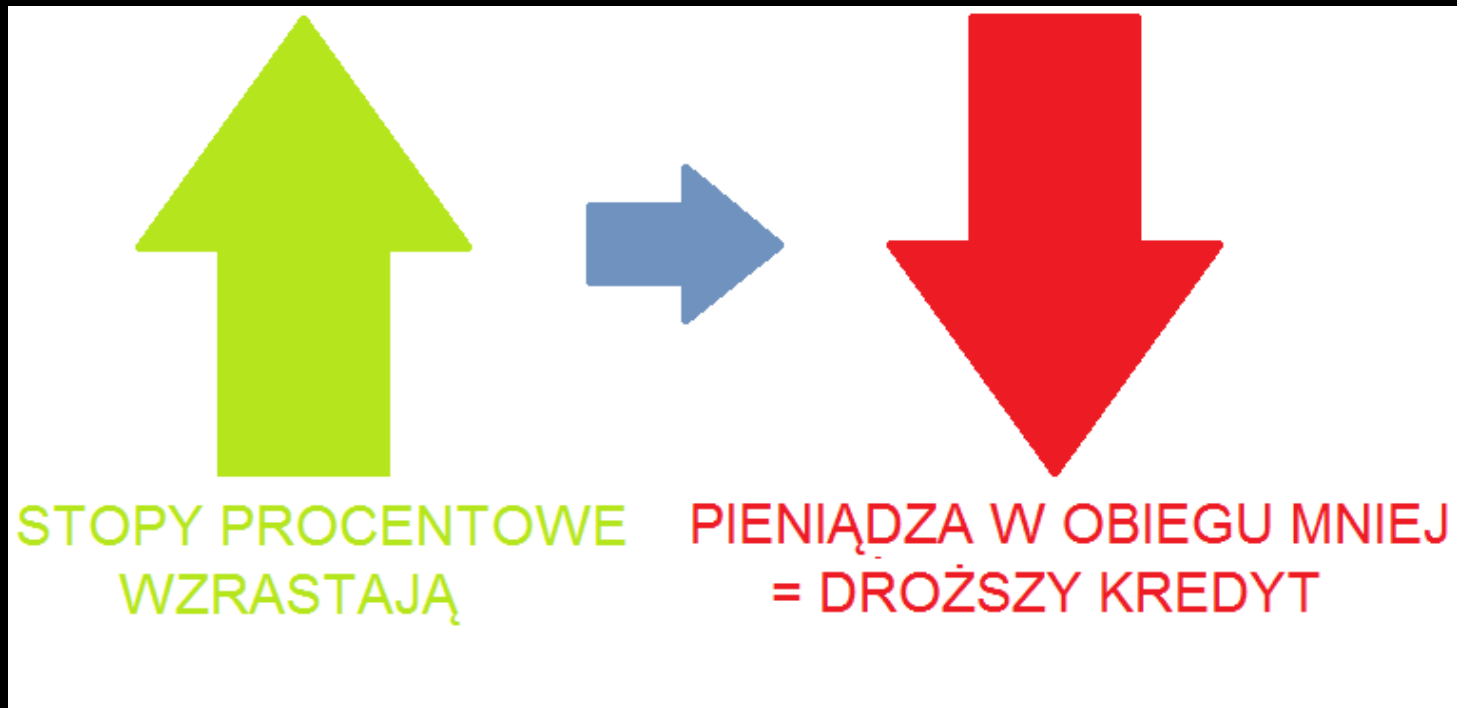 STOPY PROCENTOWE
WZRASTAJĄ
PIENIĄDZA W OBIEGU MNIEJ
= DROŻSZY KREDYT